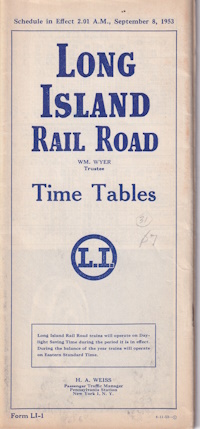 Schedule in Effect 2.01 A.M., September 8, 1953
LONG
ISLAND
RAIL ROAD
WM. WYER
Trustee
Time Tables
L.I.
Long Island Rail Road trains will operate on Day-
light Saving Time during the period it is in effect.
During the balance of the year trains will operate
on Eastern Standard Time.
H. A. WEISS
Passenger Traffic Manager
Pennsylvania Station
New York 1, N. Y.
Form LI-1